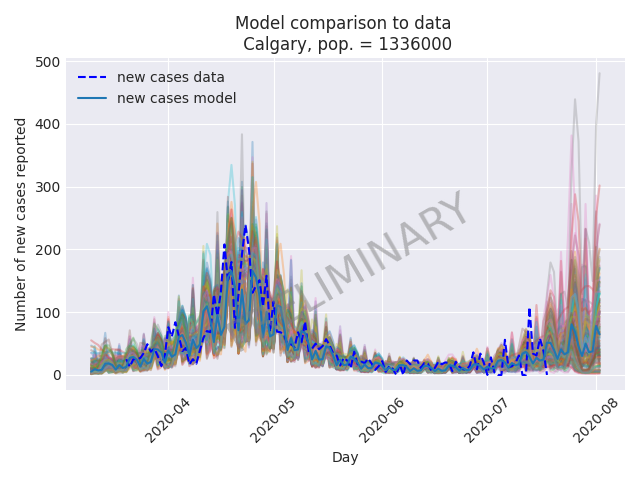 Model comparison to data
Calgary, pop. = 1336000
500
400
300
200
100
0
Number of new cases reported
new cases data
new cases model
2020-04
2020-05
2020-06
2020-07
2020-08
Day